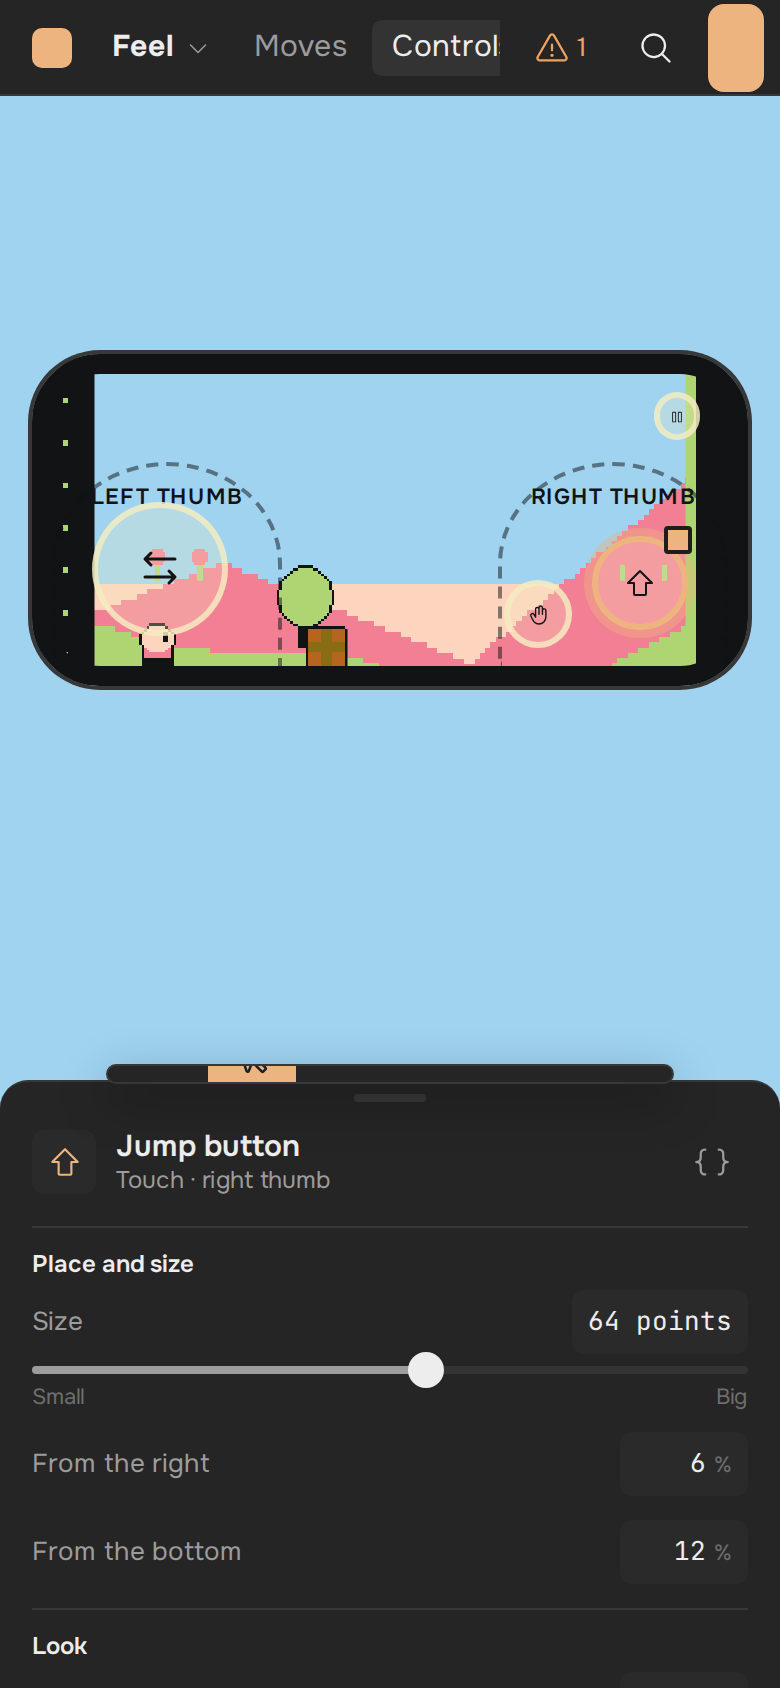 Feel
Moves
Controls
1
LEFT THUMB
RIGHT THUMB
Jump button
Touch · right thumb
{ }
Place and size
Size
64 points
Small
Big
From the right
6 %
From the bottom
12 %
Look